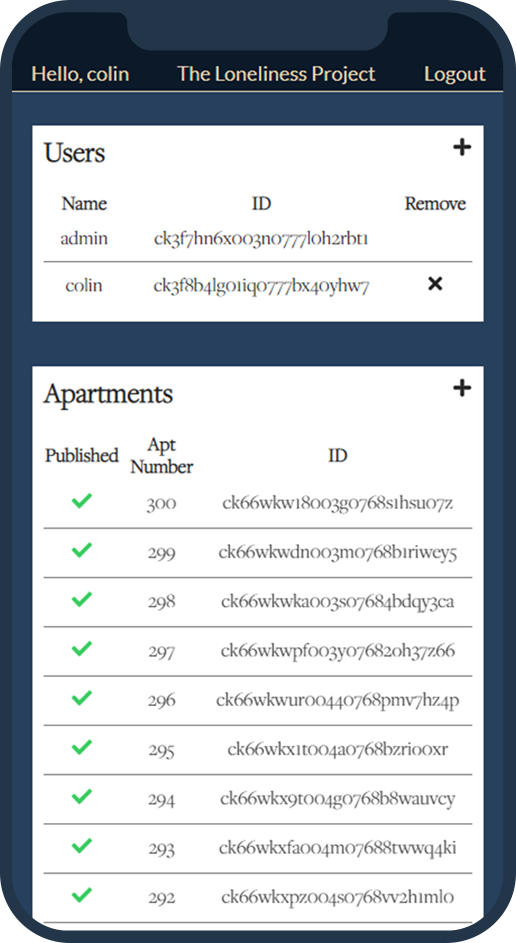 Hello, colin The Loneliness Project Logout
Users
Name ID Remove
admin ck3f7hn6x003n0777l0h2rbt1
colin ck3f8b4lg01iq0777bx40yhw7
Apartments
Published Apt Number ID
300 ck66wkw18003g0768s1hsu07z
299 ck66wkwdn003m0768b1riwey5
298 ck66wkwka003s07684bdqy3ca
297 ck66wkwpf003y07682oh37z66
296 ck66wkwur00440768pmv7hz4p
295 ck66wkx1t004a0768bzri0oxr
294 ck66wkx9t004g0768b8wauvcy
293 ck66wkxfa004m07688twwq4ki
292 ck66wkxpz004s0768vv2h1ml0